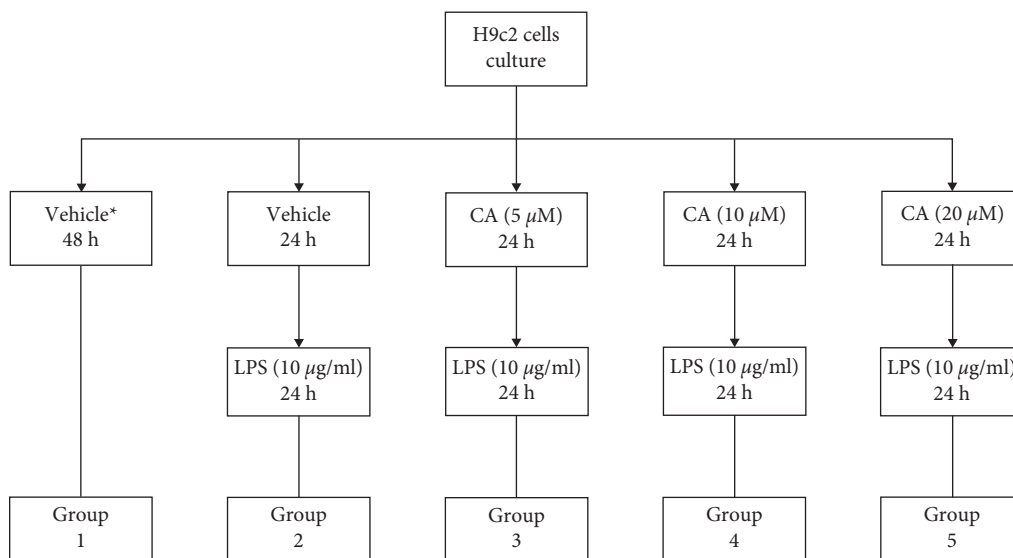 H9c2 cells
culture
Vehicle*
48 h
Vehicle
24 h
CA (5 μM)
24 h
CA (10 μM)
24 h
CA (20 μM)
24 h
LPS (10 μg/ml)
24 h
LPS (10 μg/ml)
24 h
LPS (10 μg/ml)
24 h
LPS (10 μg/ml)
24 h
Group
1
Group
2
Group
3
Group
4
Group
5